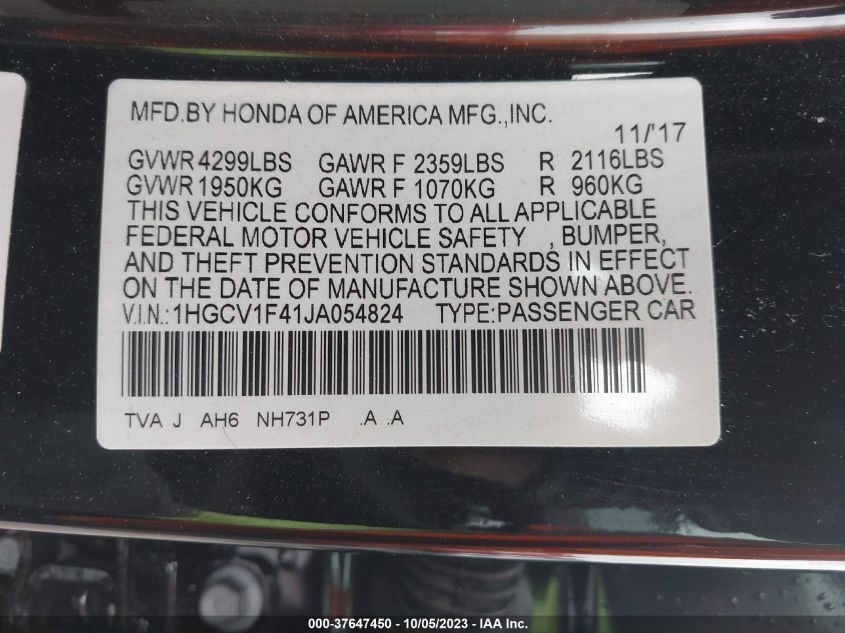 MFD.BY HONDA OF AMERICA MFG.,INC.
11/'17
GVWR 4299LBS GAWR F 2359LBS R 2116LBS
GVWR 1950KG GAWR F 1070KG R 960KG
THIS VEHICLE CONFORMS TO ALL APPLICABLE
FEDERAL MOTOR VEHICLE SAFETY , BUMPER,
AND THEFT PREVENTION STANDARDS IN EFFECT
ON THE DATE OF MANUFACTURE SHOWN ABOVE.
V.I.N.:1HGCV1F41JA054824 TYPE:PASSENGER CAR
TVA J AH6 NH731P .A .A
000-37647450 - 10/05/2023 - IAA Inc.